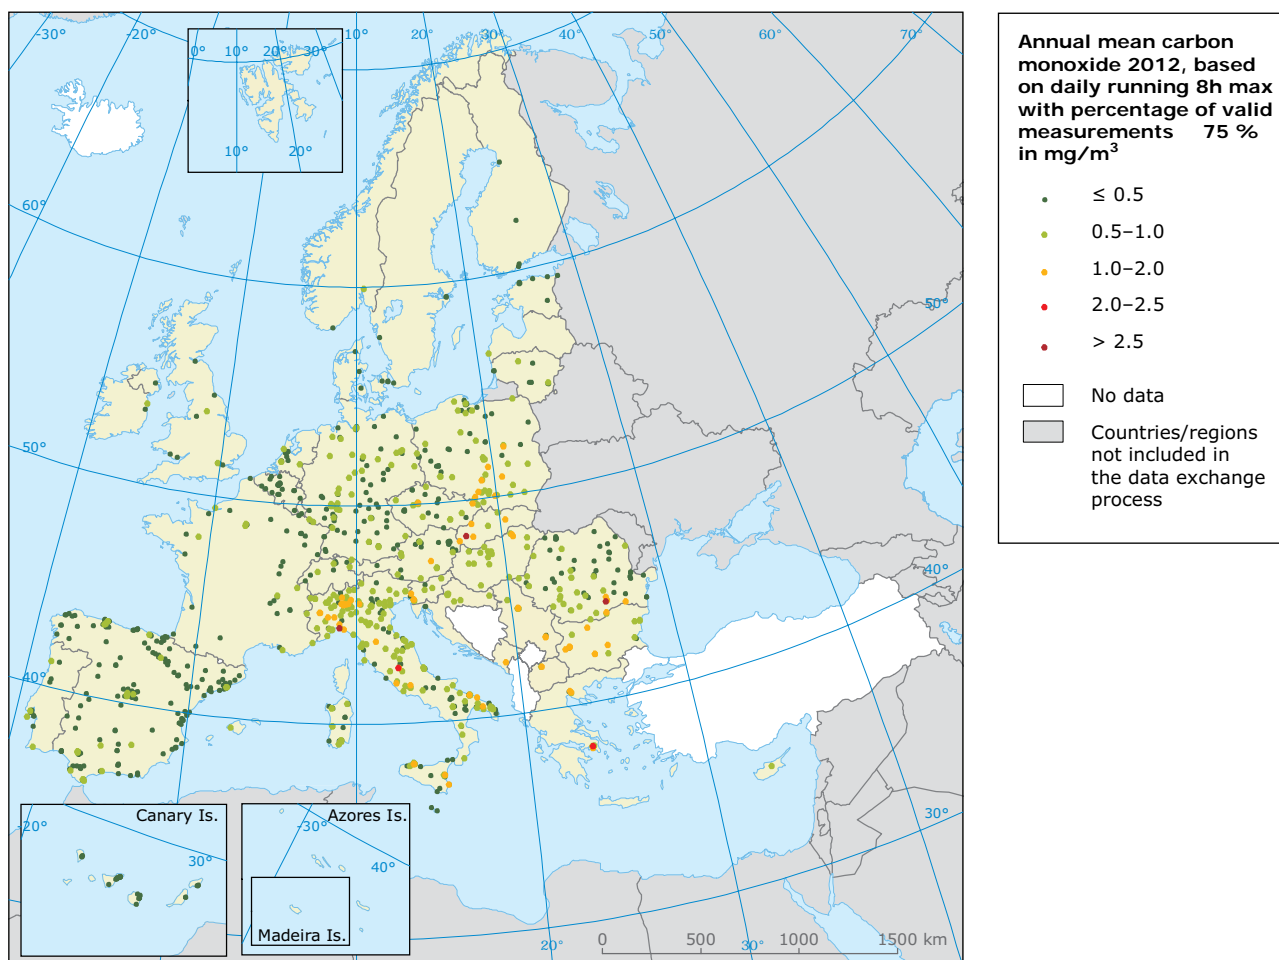 -30°
-20°
0°
10°
20°
30°
10°
20°
30°
40°
50°
60°
70°
10°
20°
60°
50°
40°
50°
40°
30°
20°
30°
40°
Canary Is.
-20°
30°
Azores Is.
-30°
40°
Madeira Is.
0
500
1000
1500 km
Annual mean carbon
monoxide 2012, based
on daily running 8h max
with percentage of valid
measurements 75 %
in mg/m³
≤ 0.5
0.5–1.0
1.0–2.0
2.0–2.5
> 2.5
No data
Countries/regions
not included in
the data exchange
process